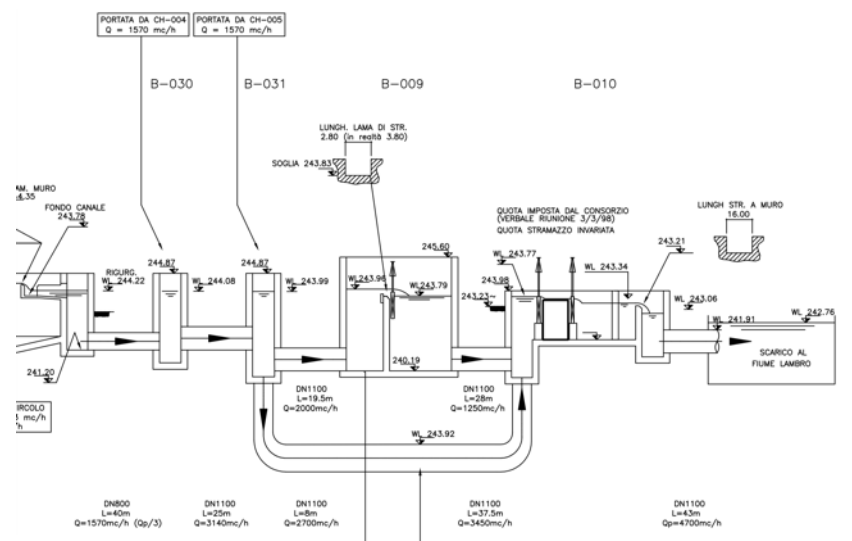 PORTATA DA CH-004
Q = 1570 mc/h
PORTATA DA CH-005
Q = 1570 mc/h
B-030
B-031
B-009
B-010
LUNGH. LAMA DI STR.
2.80 (in realtà 3.80)
SOGLIA 243.83
AM. MURO
4.35
FONDO CANALE
243.78
QUOTA IMPOSTA DAL CONSORZIO
(VERBALE RIUNIONE 3/3/98)
QUOTA STRAMAZZO INVARIATA
LUNGH STR. A MURO
16.00
243.21
245.60
RIGURG.
WL 244.22
244.87
WL 244.08
244.87
WL 243.99
WL 243.96
WL 243.79
243.98
WL 243.77
WL 243.34
243.23
WL 243.06
WL 241.91
WL 242.76
241.20
240.19
SCARICO AL
FIUME LAMBRO
IRCOLO
mc/h
DN1100
L=19.5m
Q=2000mc/h
DN1100
L=28m
Q=1250mc/h
WL 243.92
DN800
L=40m
Q=1570mc/h (Qp/3)
DN1100
L=25m
Q=3140mc/h
DN1100
L=8m
Q=2700mc/h
DN1100
L=37.5m
Q=3450mc/h
DN1100
L=43m
Qp=4700mc/h